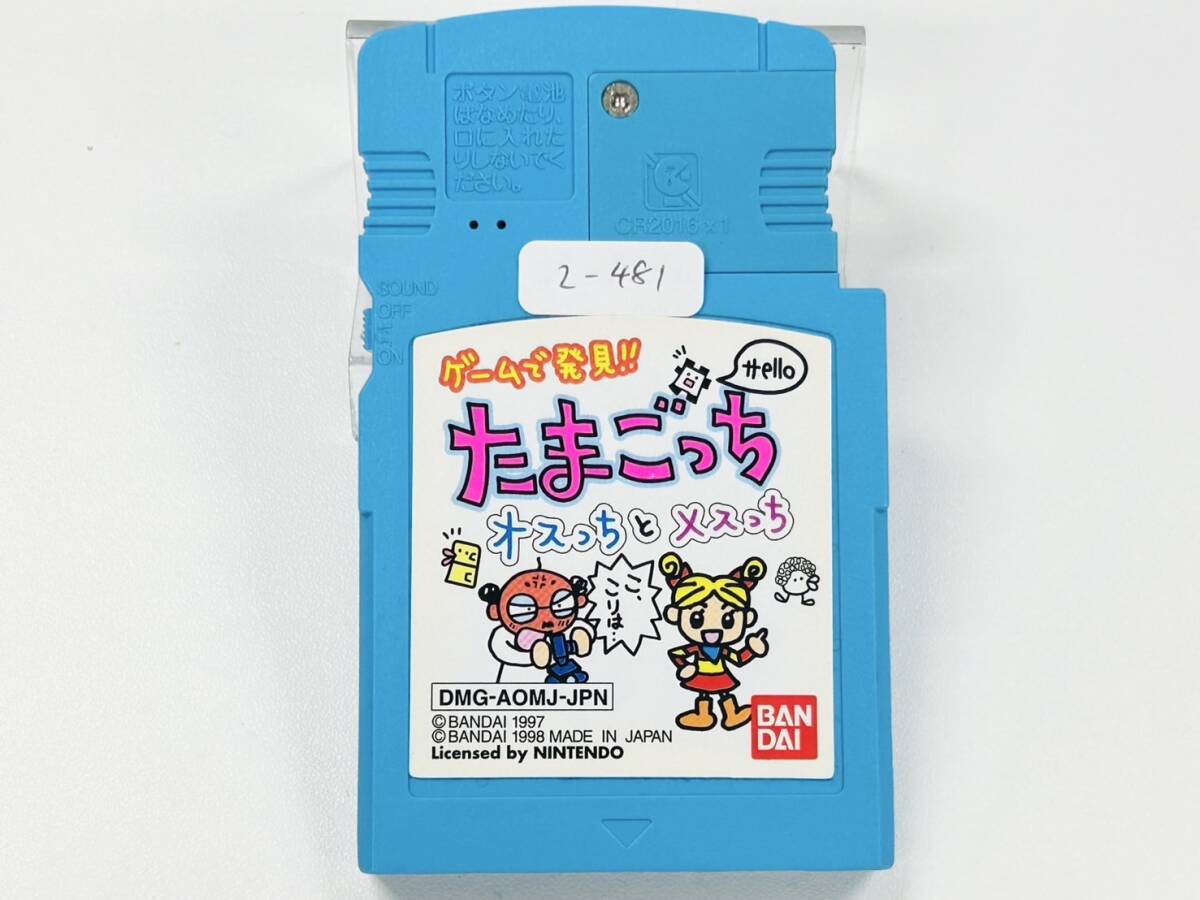 ボタン電池
はなめたり、
口に入れた
りしないでく
ださい。
CR2016×1
2-481
SOUND
OFF
ON
ゲームで発見!!
Hello
たまごっち
オスっちとメスっち
こ、
こりは…
DMG-AOMJ-JPN
©BANDAI 1997
©BANDAI 1998 MADE IN JAPAN
Licensed by NINTENDO
BAN
DAI